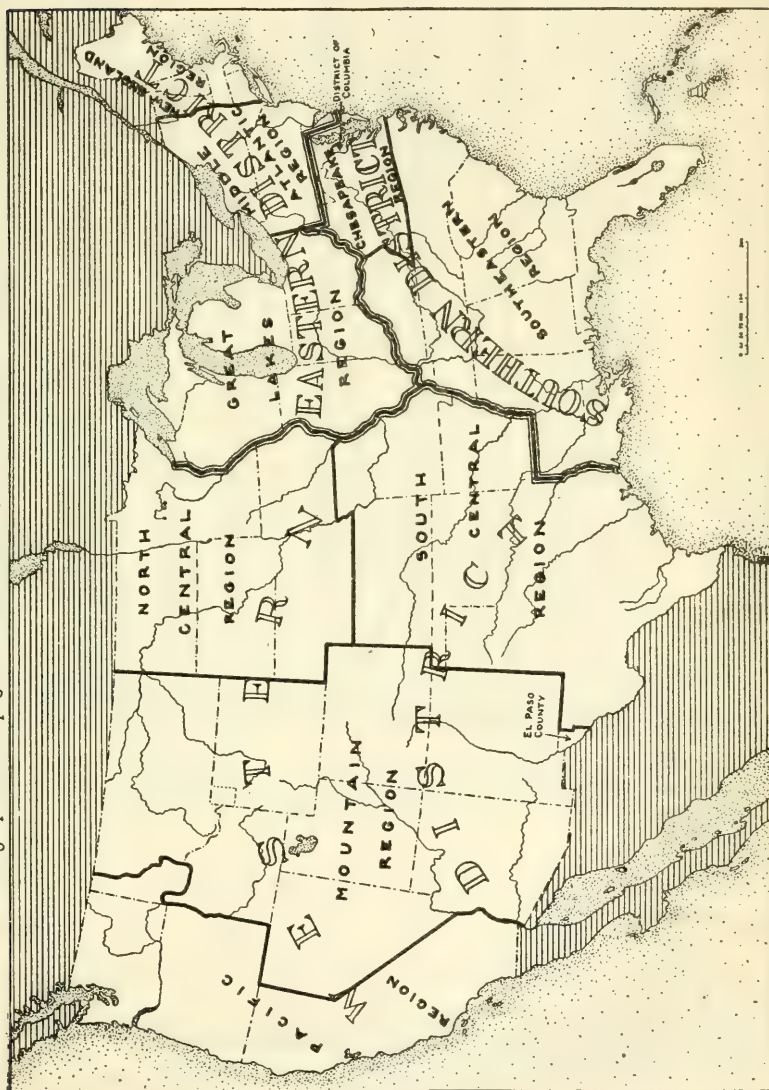 NEW ENGLAND
REGION
MIDDLE
ATLANTIC
REGION
DISTRICT OF
COLUMBIA
CHESAPEAKE
REGION
GREAT
LAKES
REGION
EASTERN DISTRICT
SOUTHEASTERN
REGION
SOUTHERN DISTRICT
NORTH
CENTRAL
REGION
SOUTH
CENTRAL
REGION
MOUNTAIN
REGION
EL PASO
COUNTY
PACIFIC
REGION
WESTERN DISTRICT